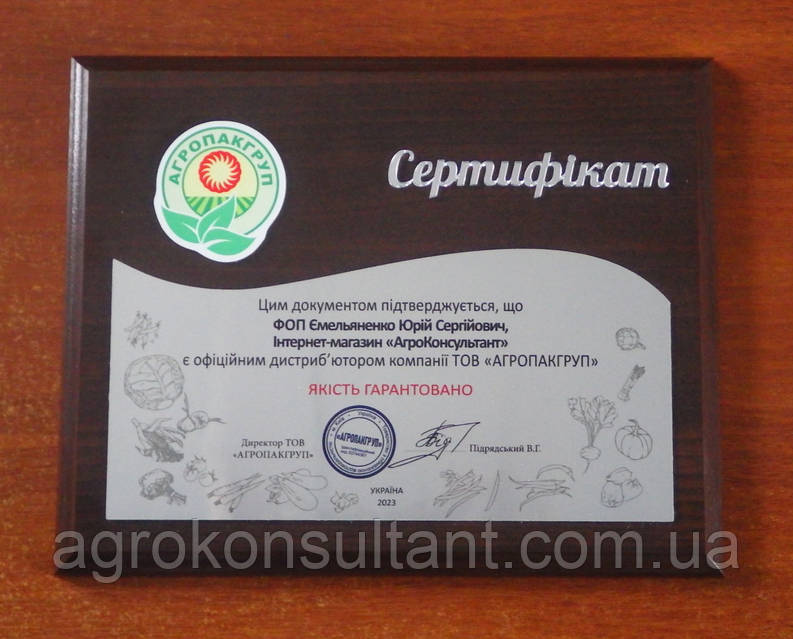 АГРОПАКГРУП
Сертифікат
Цим документом підтверджується, що
ФОП Ємельяненко Юрій Сергійович,
Інтернет-магазин «АгроКонсультант»
є офіційним дистриб'ютором компанії ТОВ «АГРОПАКГРУП»
ЯКІСТЬ ГАРАНТОВАНО
Директор ТОВ
«АГРОПАКГРУП»
«АГРОПАКГРУП»
Підрядський В.Г.
УКРАЇНА
2023
agrokonsultant.com.ua